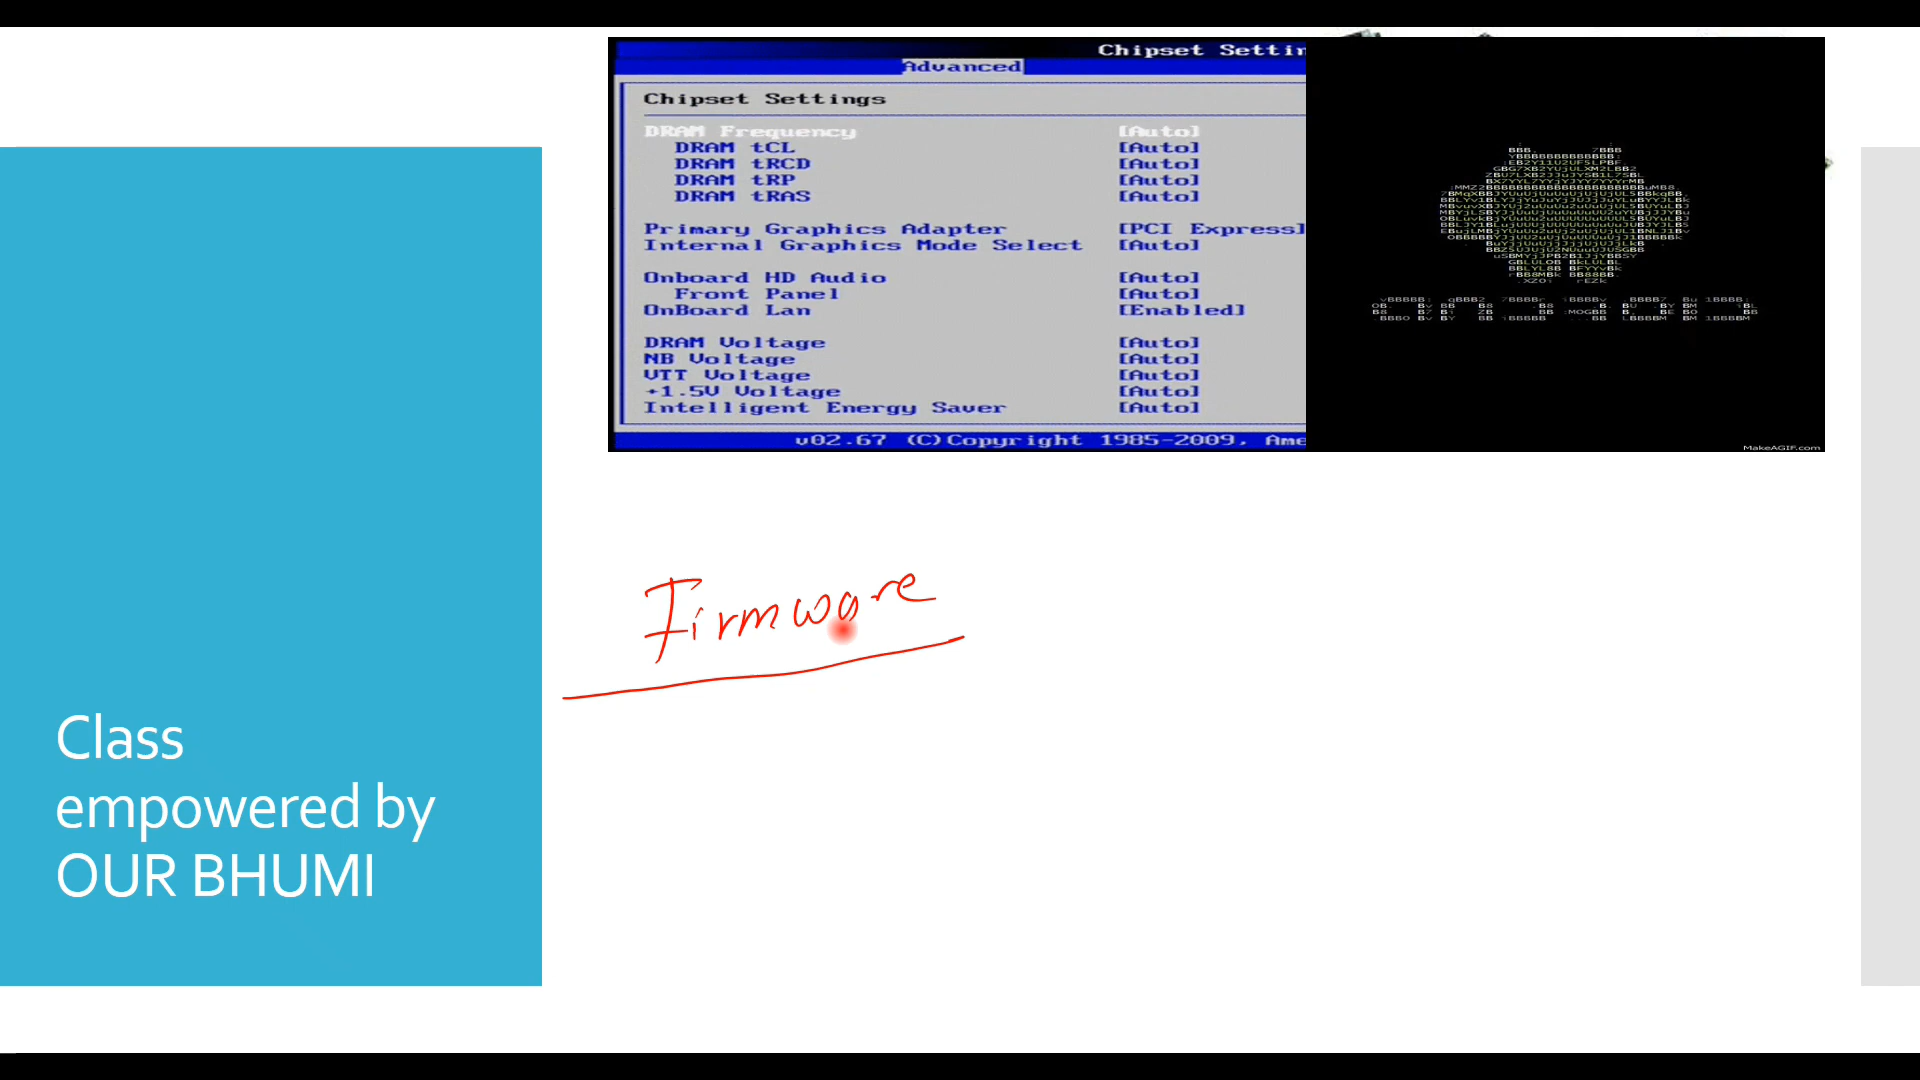 Chipset Settin
Advanced
Chipset Settings
DRAM Frequency [Auto]
DRAM tCL [Auto]
DRAM tRCD [Auto]
DRAM tRP [Auto]
DRAM tRAS [Auto]
Primary Graphics Adapter [PCI Express]
Internal Graphics Mode Select [Auto]
Onboard HD Audio [Auto]
Front Panel [Auto]
OnBoard Lan [Enabled]
DRAM Voltage [Auto]
NB Voltage [Auto]
VTT Voltage [Auto]
+1.5V Voltage [Auto]
Intelligent Energy Saver [Auto]
v02.67 (C)Copyright 1985-2009, Ame
MakeAGIF.com
Firmware
Class
empowered by
OUR BHUMI